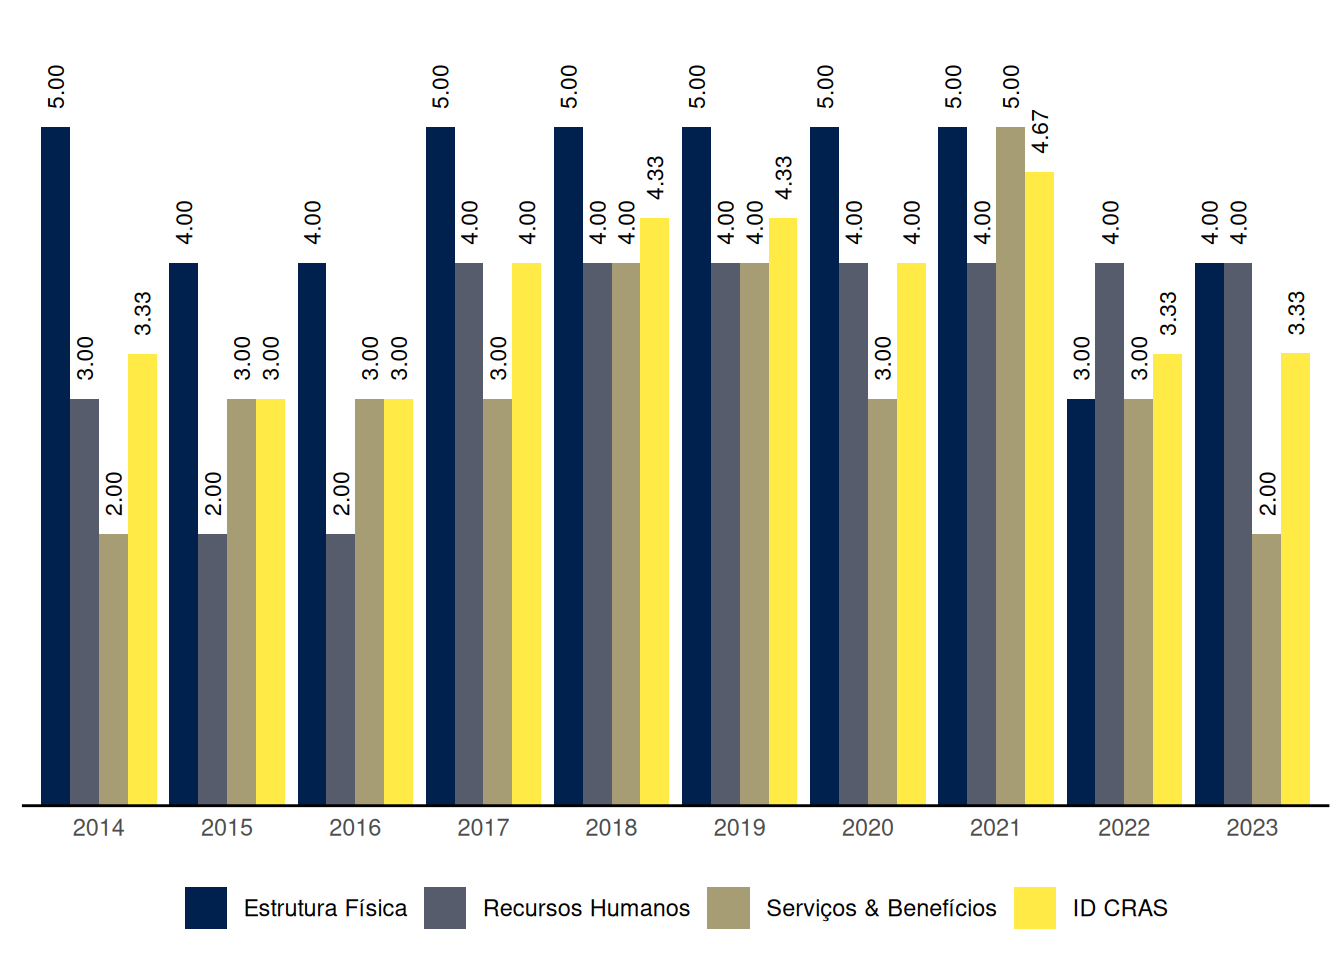 5.00 3.00 2.00 3.33 4.00 2.00 3.00 3.00 4.00 2.00 3.00 3.00 5.00 4.00 3.00 4.00 5.00 4.00 4.00 4.33 5.00 4.00 4.00 4.33 5.00 4.00 3.00 4.00 5.00 4.00 5.00 4.67 3.00 4.00 3.00 3.33 4.00 4.00 2.00 3.33
2014 2015 2016 2017 2018 2019 2020 2021 2022 2023
Estrutura Física Recursos Humanos Serviços & Benefícios ID CRAS